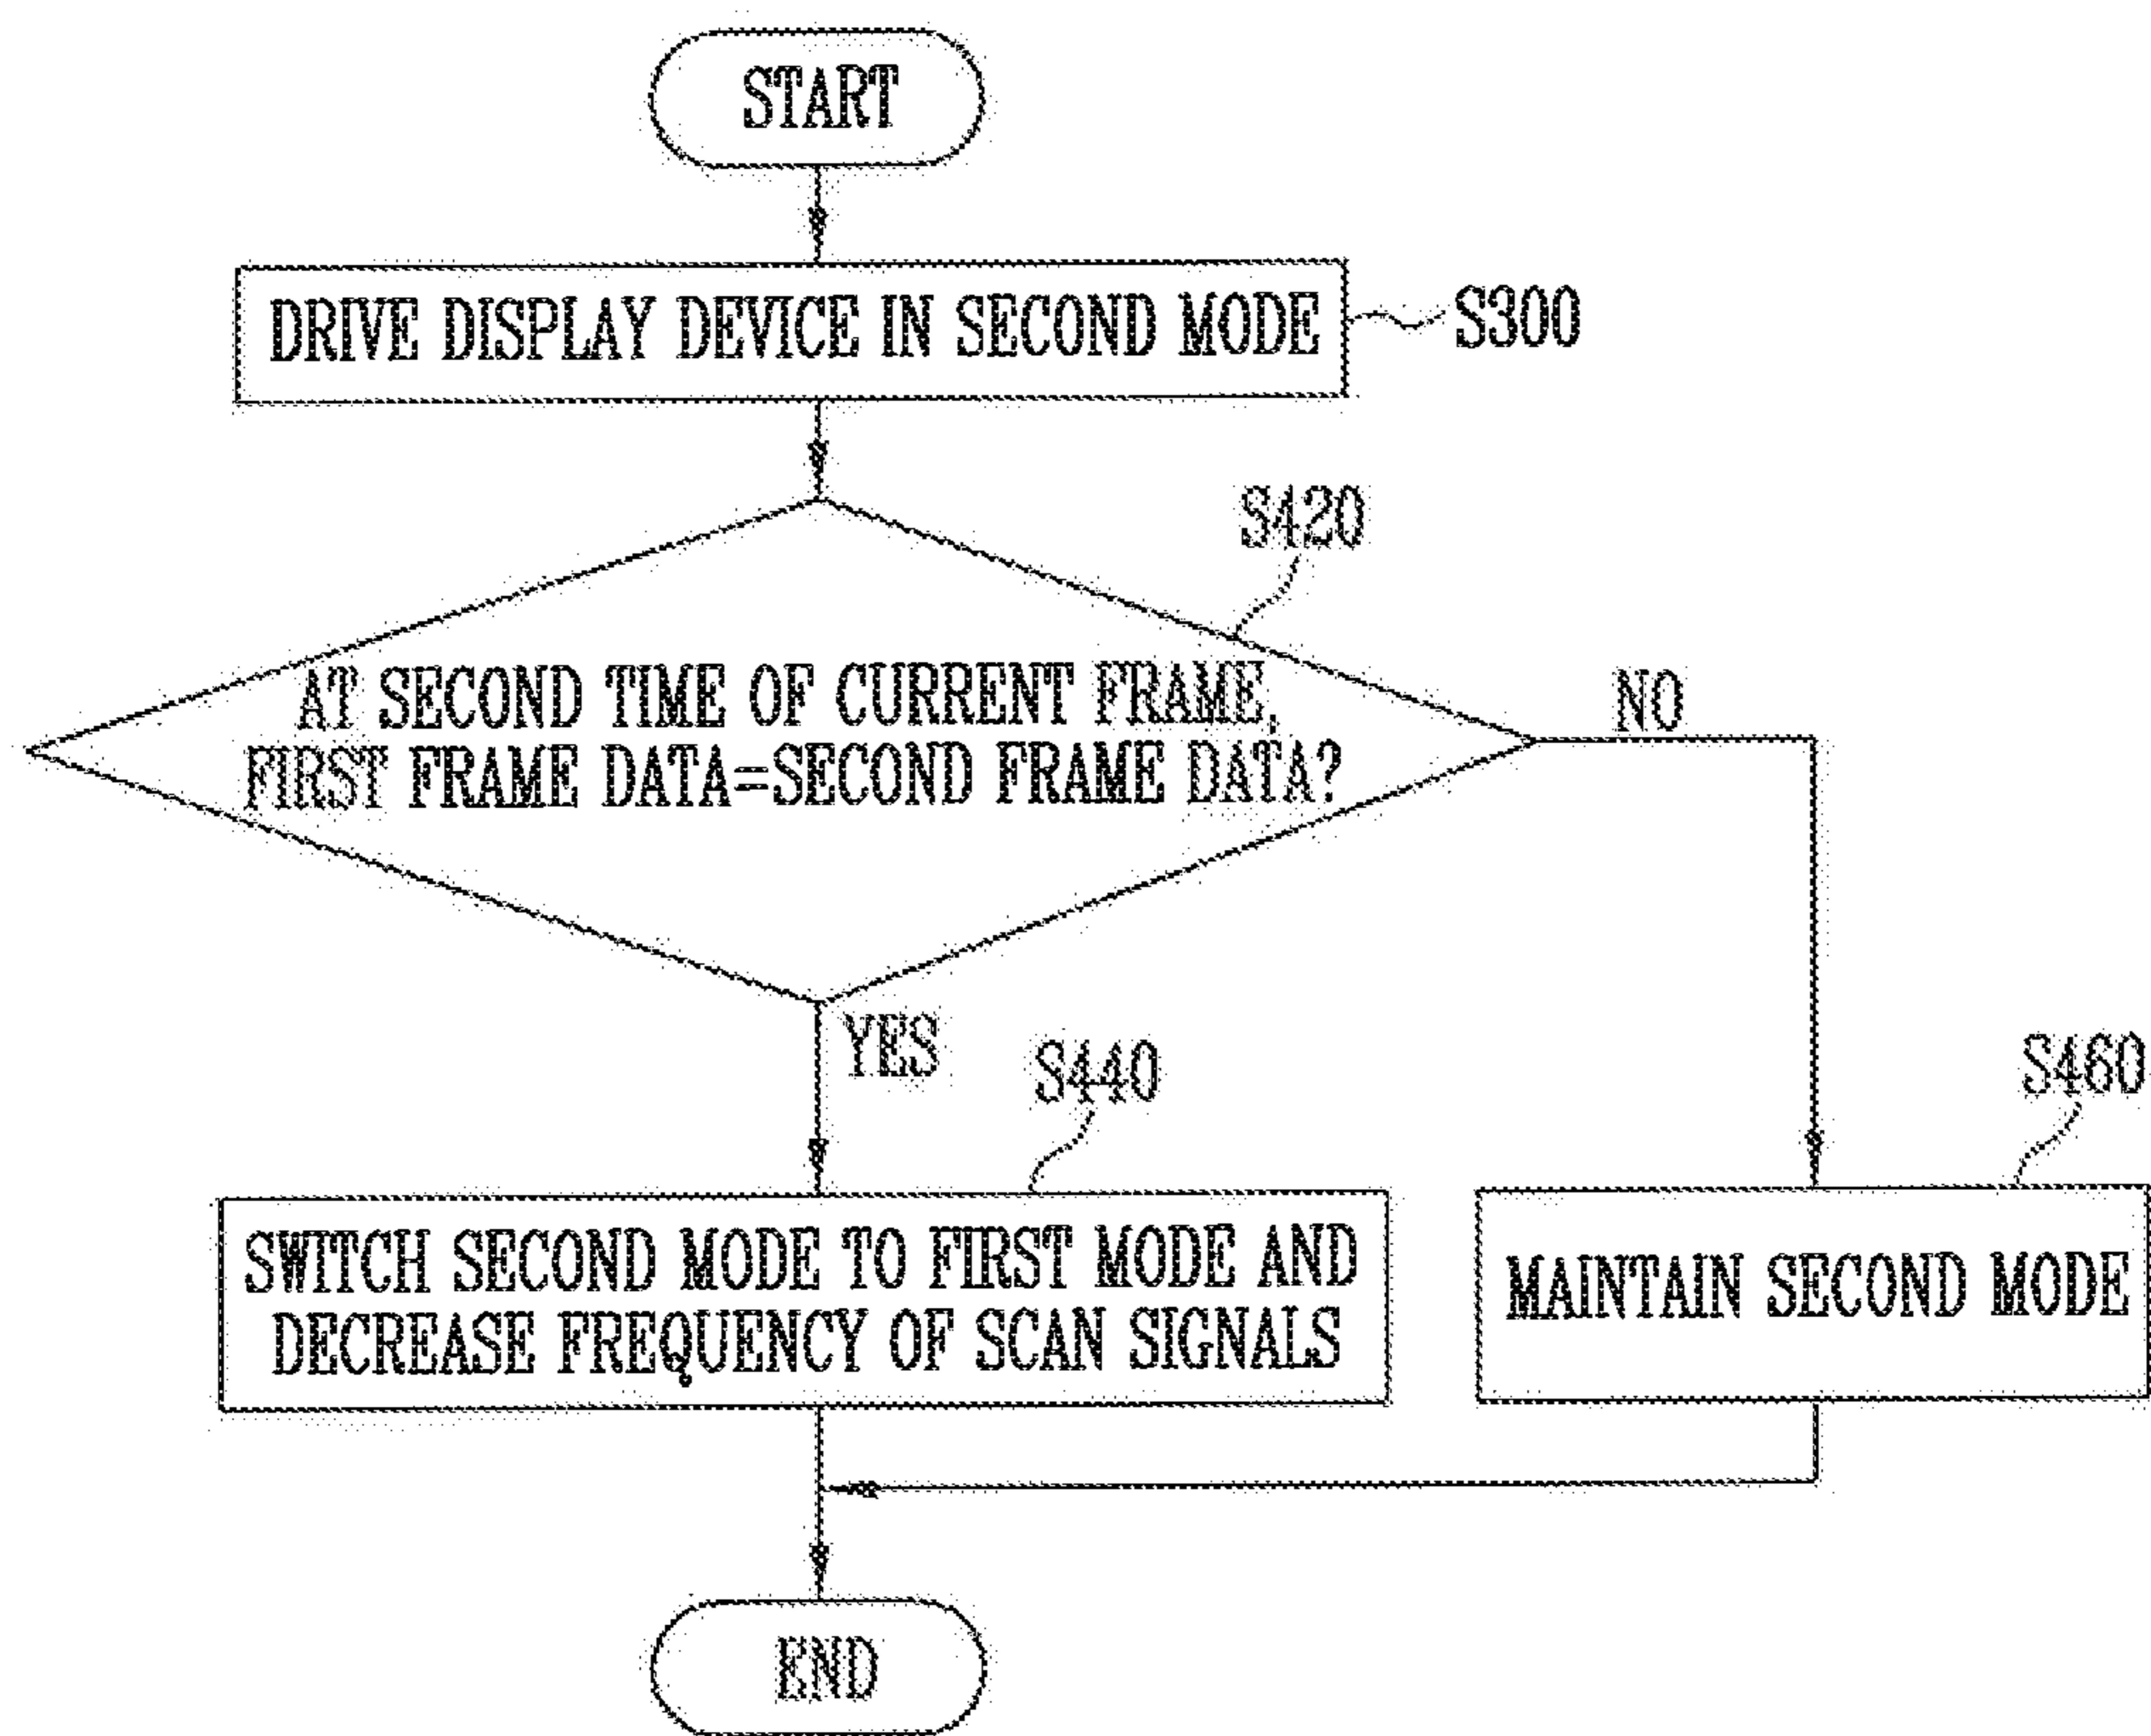 START
DRIVE DISPLAY DEVICE IN SECOND MODE
S300
S420
AT SECOND TIME OF CURRENT FRAME,
FIRST FRAME DATA=SECOND FRAME DATA?
NO
YES
S440
S460
SWITCH SECOND MODE TO FIRST MODE AND
DECREASE FREQUENCY OF SCAN SIGNALS
MAINTAIN SECOND MODE
END